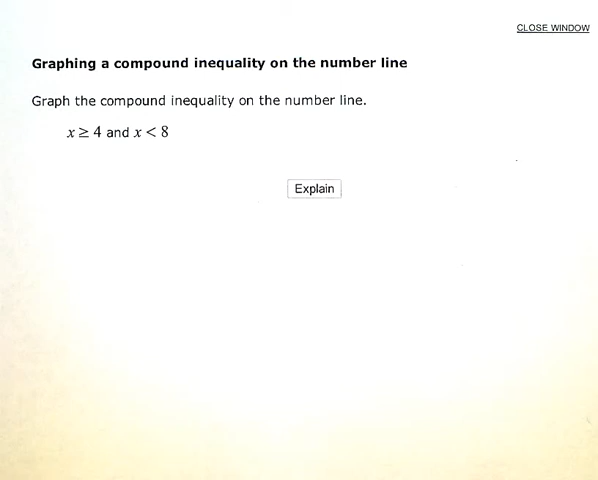 CLOSE WINDOW
Graphing a compound inequality on the number line
Graph the compound inequality on the number line.
x ≥ 4 and x < 8
Explain